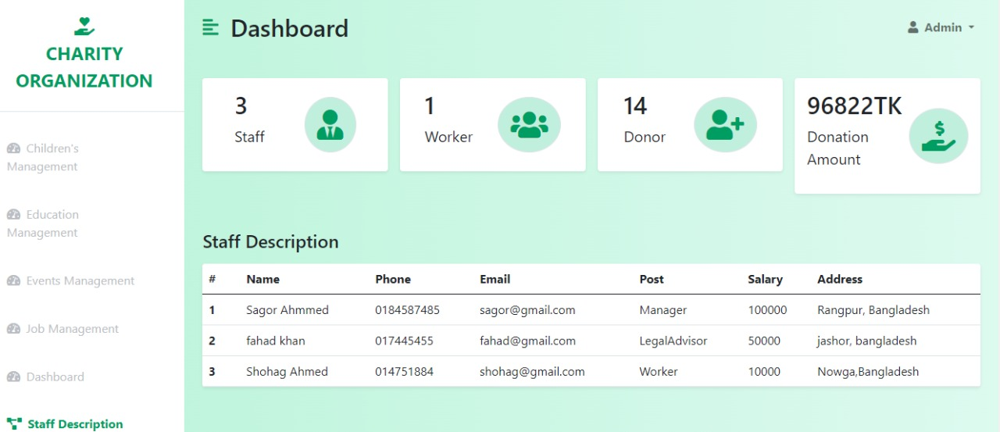 CHARITY
ORGANIZATION
Children's
Management
Education
Management
Events Management
Job Management
Dashboard
Staff Description
Dashboard
Admin
3
Staff
1
Worker
14
Donor
96822TK
Donation
Amount
Staff Description
# Name Phone Email Post Salary Address
1 Sagor Ahmmed 0184587485 sagor@gmail.com Manager 100000 Rangpur, Bangladesh
2 fahad khan 017445455 fahad@gmail.com LegalAdvisor 50000 jashor, bangladesh
3 Shohag Ahmed 014751884 shohag@gmail.com Worker 10000 Nowga,Bangladesh